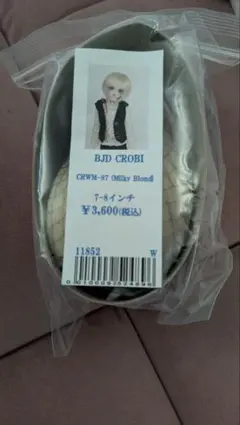 BJD CROBI
CRWM-87 (Milky Blond)
7-8インチ
￥3,600(税込)
11852 W